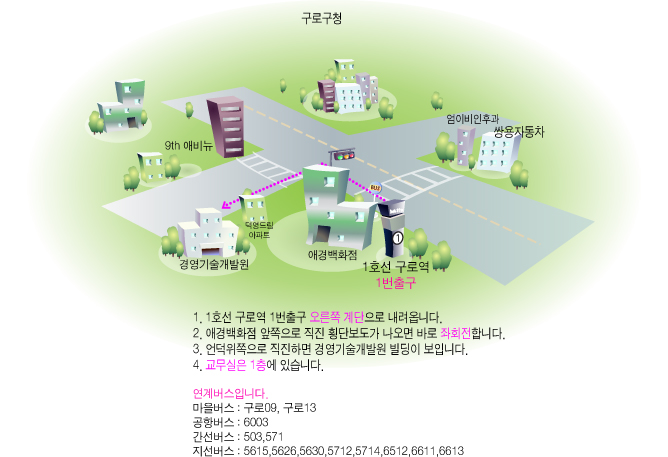 구로구청
엄이비인후과
쌍용자동차
9th 애비뉴
BUS
덕영드림
아파트
애경백화점
1
경영기술개발원
1호선 구로역
1번출구
1. 1호선 구로역 1번출구 오른쪽 계단으로 내려옵니다.
2. 애경백화점 앞쪽으로 직진 횡단보도가 나오면 바로 좌회전합니다.
3. 언덕위쪽으로 직진하면 경영기술개발원 빌딩이 보입니다.
4. 교무실은 1층에 있습니다.
연계버스입니다.
마을버스 : 구로09, 구로13
공항버스 : 6003
간선버스 : 503,571
지선버스 : 5615,5626,5630,5712,5714,6512,6611,6613